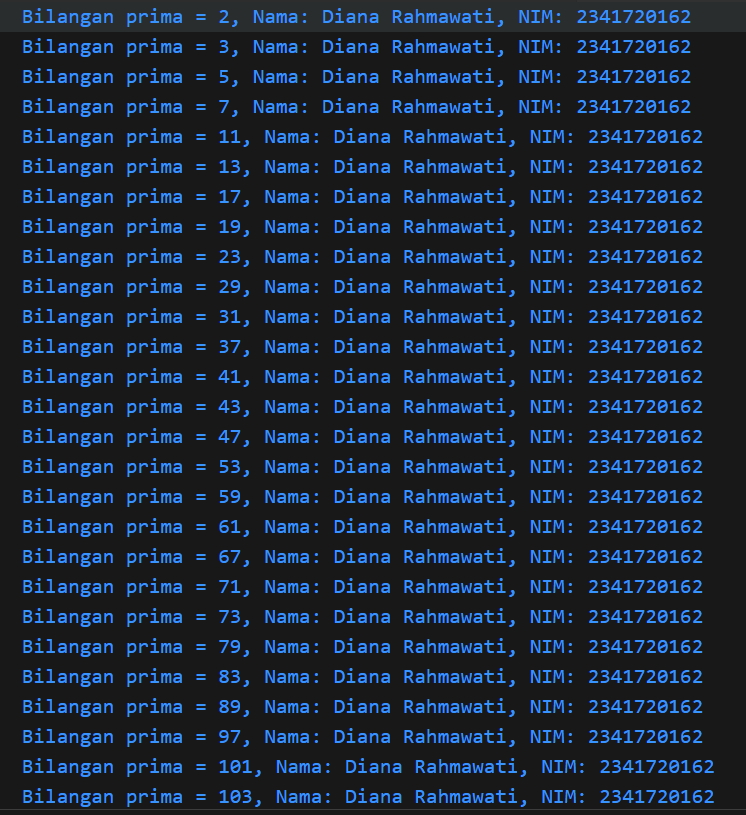 Bilangan prima = 2, Nama: Diana Rahmawati, NIM: 2341720162
Bilangan prima = 3, Nama: Diana Rahmawati, NIM: 2341720162
Bilangan prima = 5, Nama: Diana Rahmawati, NIM: 2341720162
Bilangan prima = 7, Nama: Diana Rahmawati, NIM: 2341720162
Bilangan prima = 11, Nama: Diana Rahmawati, NIM: 2341720162
Bilangan prima = 13, Nama: Diana Rahmawati, NIM: 2341720162
Bilangan prima = 17, Nama: Diana Rahmawati, NIM: 2341720162
Bilangan prima = 19, Nama: Diana Rahmawati, NIM: 2341720162
Bilangan prima = 23, Nama: Diana Rahmawati, NIM: 2341720162
Bilangan prima = 29, Nama: Diana Rahmawati, NIM: 2341720162
Bilangan prima = 31, Nama: Diana Rahmawati, NIM: 2341720162
Bilangan prima = 37, Nama: Diana Rahmawati, NIM: 2341720162
Bilangan prima = 41, Nama: Diana Rahmawati, NIM: 2341720162
Bilangan prima = 43, Nama: Diana Rahmawati, NIM: 2341720162
Bilangan prima = 47, Nama: Diana Rahmawati, NIM: 2341720162
Bilangan prima = 53, Nama: Diana Rahmawati, NIM: 2341720162
Bilangan prima = 59, Nama: Diana Rahmawati, NIM: 2341720162
Bilangan prima = 61, Nama: Diana Rahmawati, NIM: 2341720162
Bilangan prima = 67, Nama: Diana Rahmawati, NIM: 2341720162
Bilangan prima = 71, Nama: Diana Rahmawati, NIM: 2341720162
Bilangan prima = 73, Nama: Diana Rahmawati, NIM: 2341720162
Bilangan prima = 79, Nama: Diana Rahmawati, NIM: 2341720162
Bilangan prima = 83, Nama: Diana Rahmawati, NIM: 2341720162
Bilangan prima = 89, Nama: Diana Rahmawati, NIM: 2341720162
Bilangan prima = 97, Nama: Diana Rahmawati, NIM: 2341720162
Bilangan prima = 101, Nama: Diana Rahmawati, NIM: 2341720162
Bilangan prima = 103, Nama: Diana Rahmawati, NIM: 2341720162